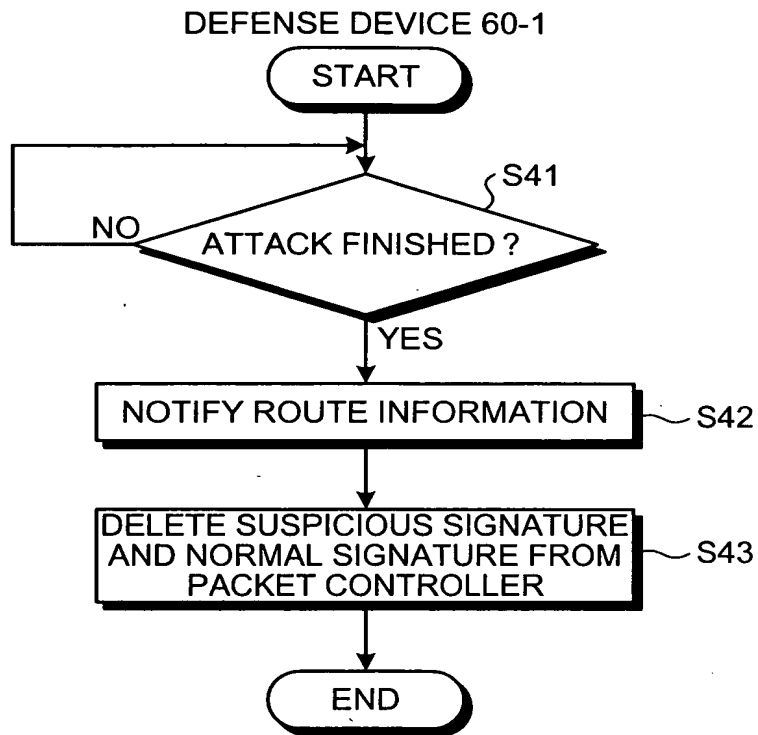 DEFENSE DEVICE 60-1
START
S41
NO
ATTACK FINISHED ?
YES
NOTIFY ROUTE INFORMATION
S42
DELETE SUSPICIOUS SIGNATURE
AND NORMAL SIGNATURE FROM
PACKET CONTROLLER
S43
END